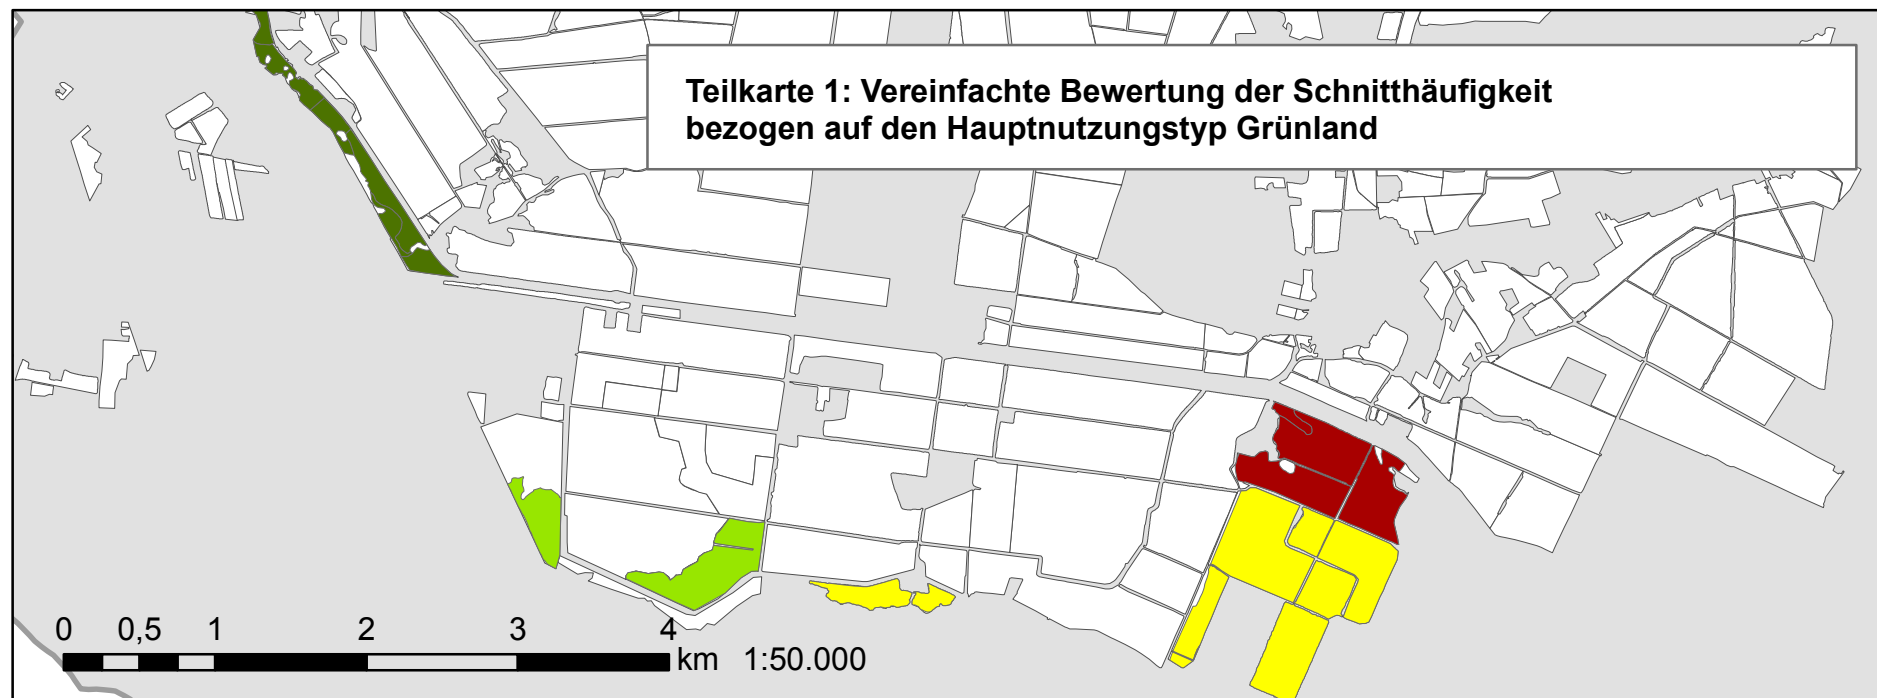 Teilkarte 1: Vereinfachte Bewertung der Schnitthäufigkeit
bezogen auf den Hauptnutzungstyp Grünland
0 0,5 1 2 3 4
km 1:50.000